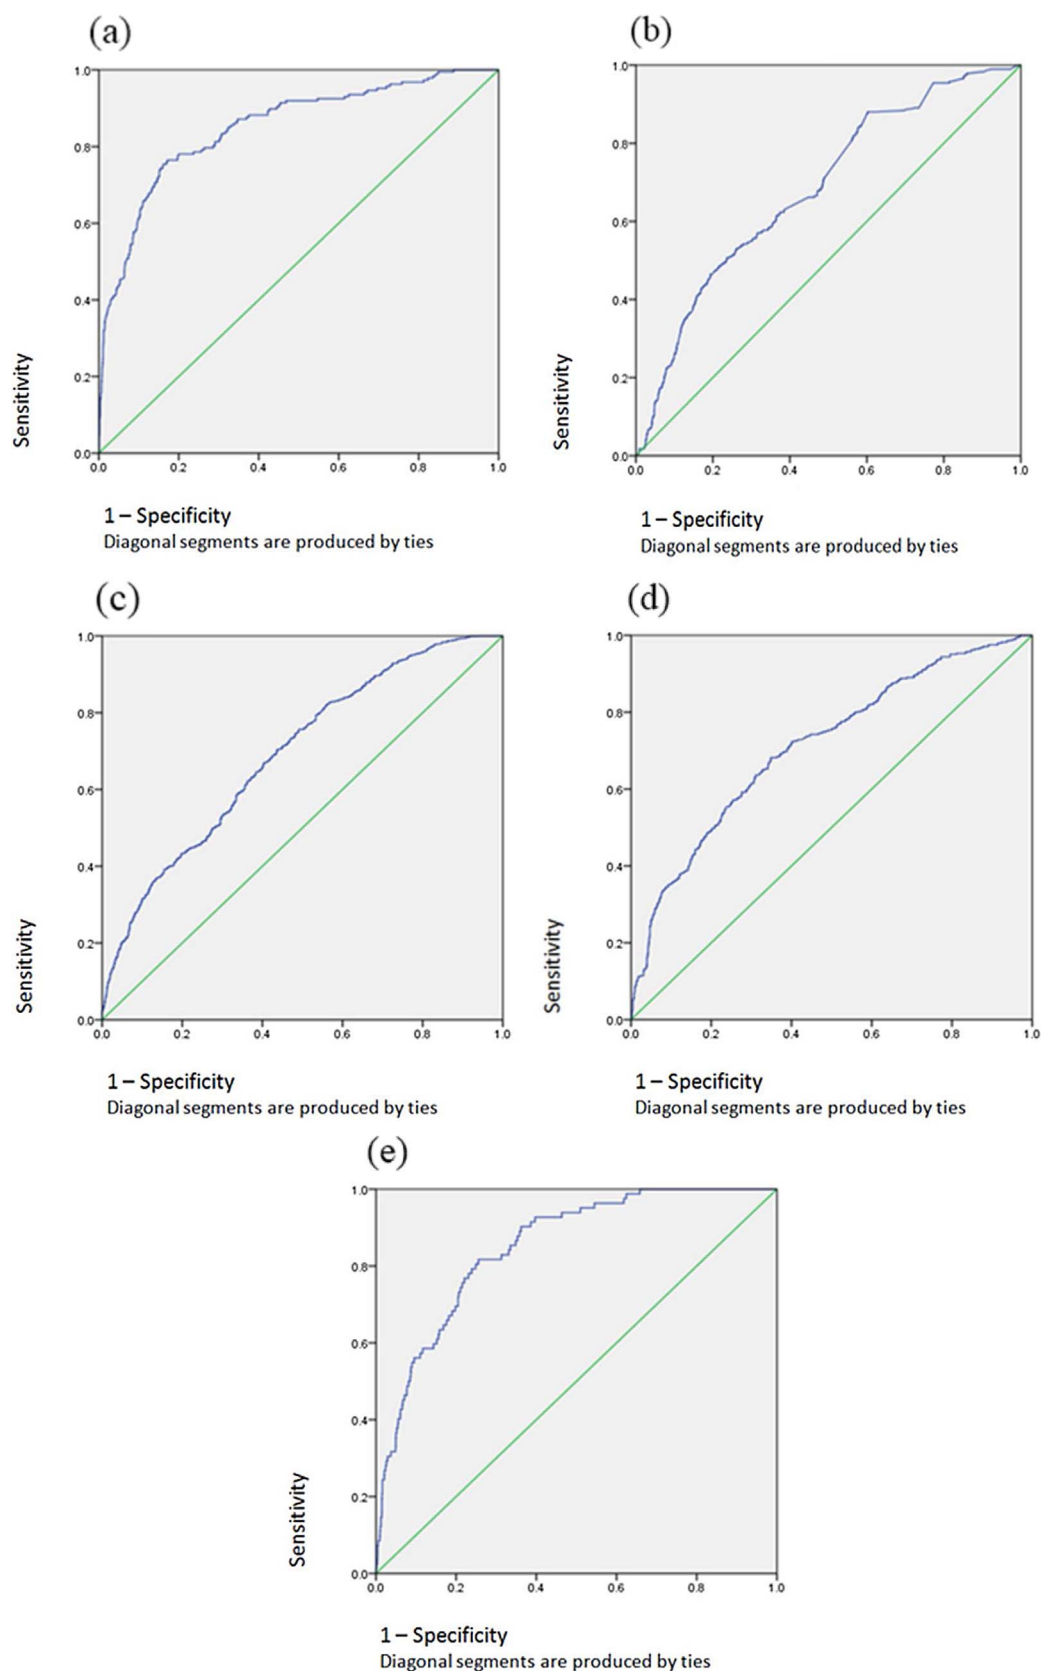 (a)
1.0
0.8
0.6
0.4
0.2
0.0
0.0 0.2 0.4 0.6 0.8 1.0
Sensitivity
1 – Specificity
Diagonal segments are produced by ties
(b)
1.0
0.8
0.6
0.4
0.2
0.0
0.0 0.2 0.4 0.6 0.8 1.0
Sensitivity
1 – Specificity
Diagonal segments are produced by ties
(c)
1.0
0.8
0.6
0.4
0.2
0.0
0.0 0.2 0.4 0.6 0.8 1.0
Sensitivity
1 – Specificity
Diagonal segments are produced by ties
(d)
1.0
0.8
0.6
0.4
0.2
0.0
0.0 0.2 0.4 0.6 0.8 1.0
Sensitivity
1 – Specificity
Diagonal segments are produced by ties
(e)
1.0
0.8
0.6
0.4
0.2
0.0
0.0 0.2 0.4 0.6 0.8 1.0
Sensitivity
1 – Specificity
Diagonal segments are produced by ties